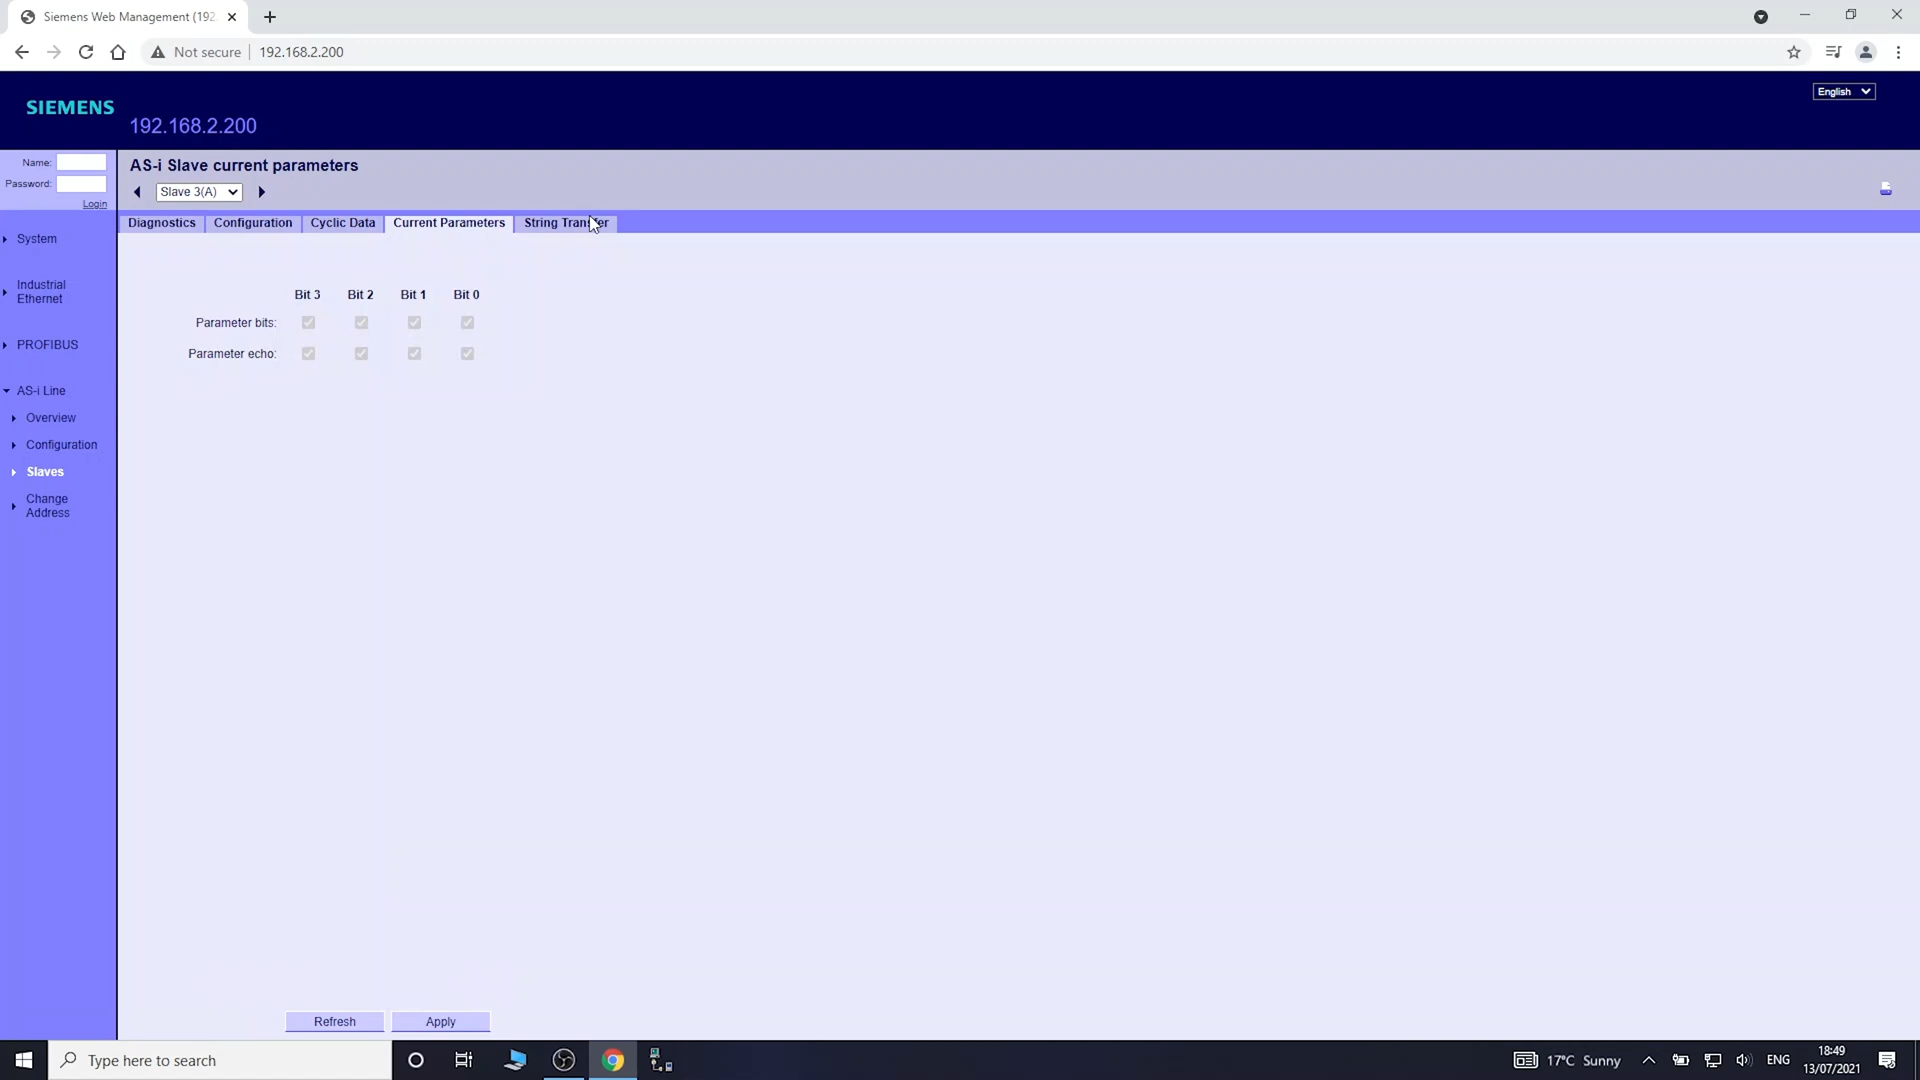 Siemens Web Management (192.
Not secure
192.168.2.200
SIEMENS
192.168.2.200
English
Name:
Password:
Login
AS-i Slave current parameters
Slave 3(A)
Diagnostics
Configuration
Cyclic Data
Current Parameters
String Transfer
System
Industrial
Ethernet
PROFIBUS
AS-i Line
Overview
Configuration
Slaves
Change
Address
Bit 3
Bit 2
Bit 1
Bit 0
Parameter bits:
Parameter echo:
Refresh
Apply
Type here to search
17°C Sunny
ENG
18:49
13/07/2021